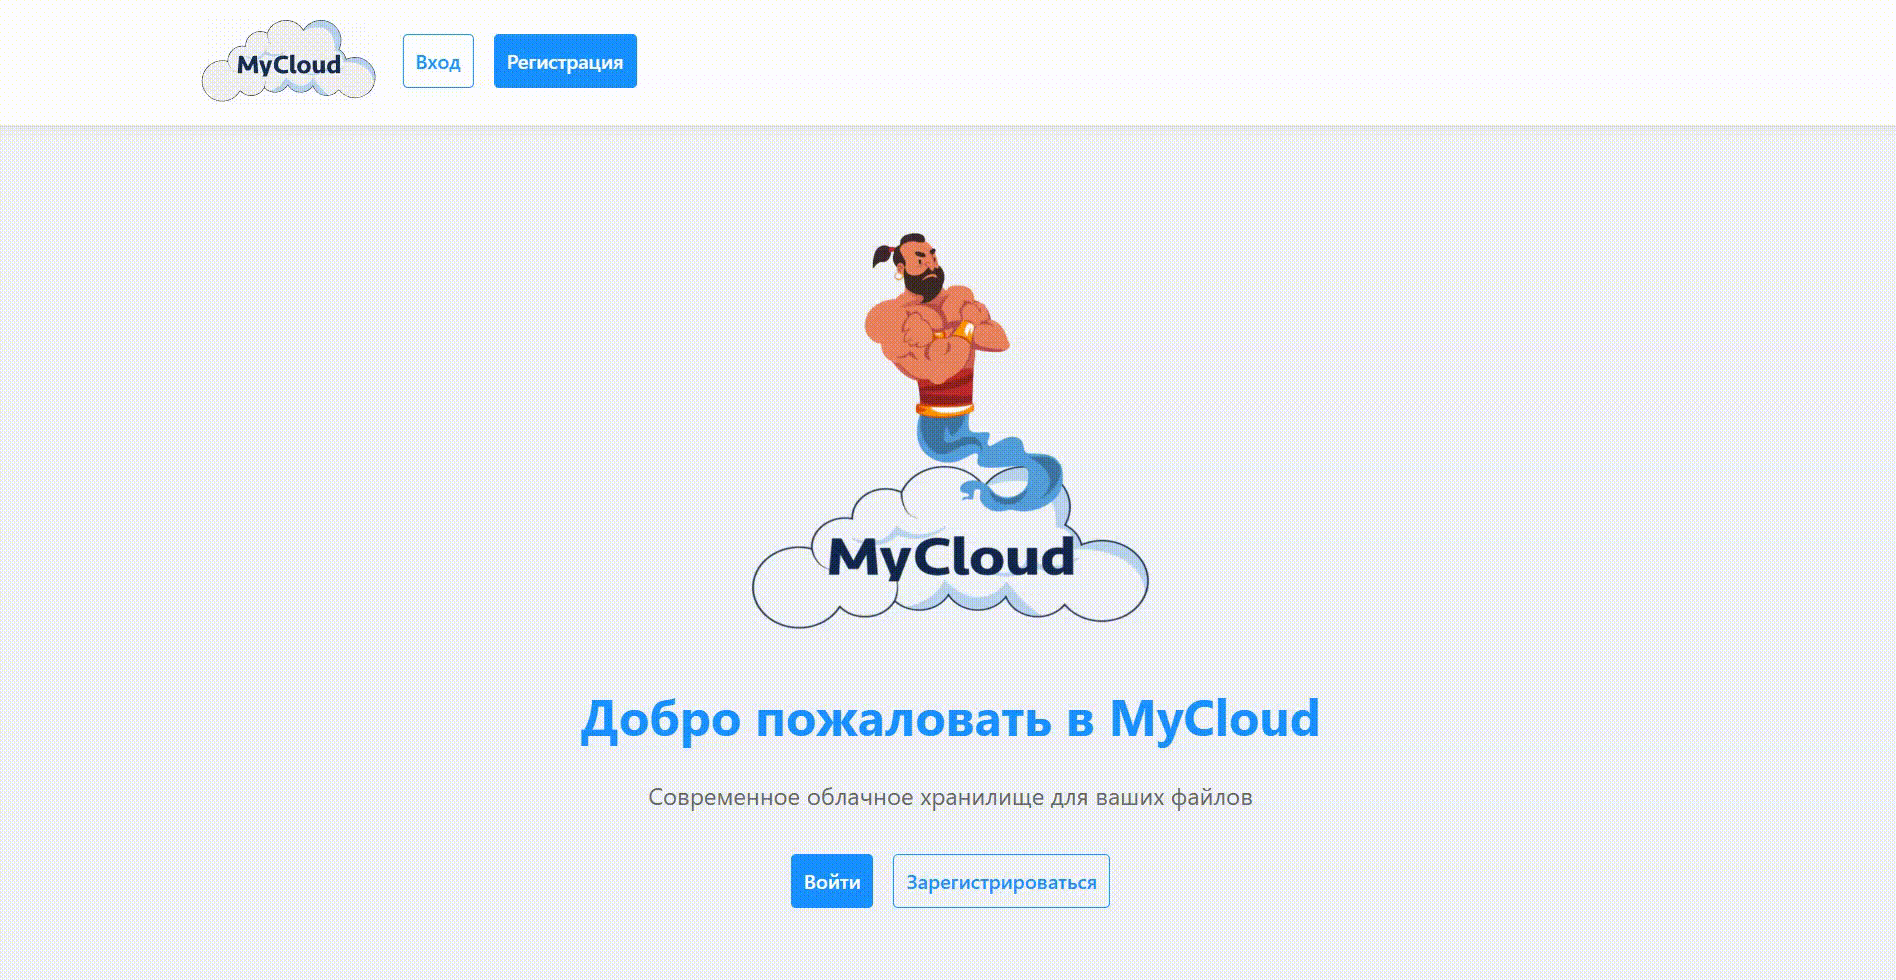 MyCloud
Вход
Регистрация
MyCloud
Добро пожаловать в MyCloud
Современное облачное хранилище для ваших файлов
Войти
Зарегистрироваться